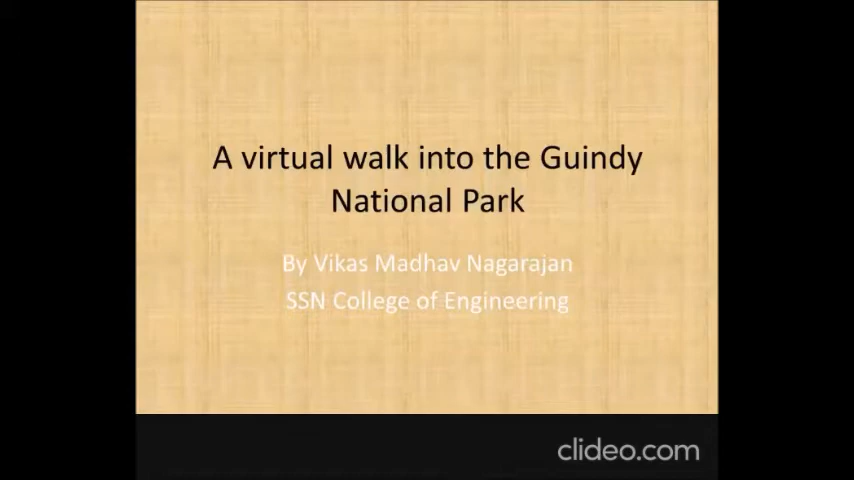 A virtual walk into the Guindy
National Park
By Vikas Madhav Nagarajan
SSN College of Engineering
clideo.com